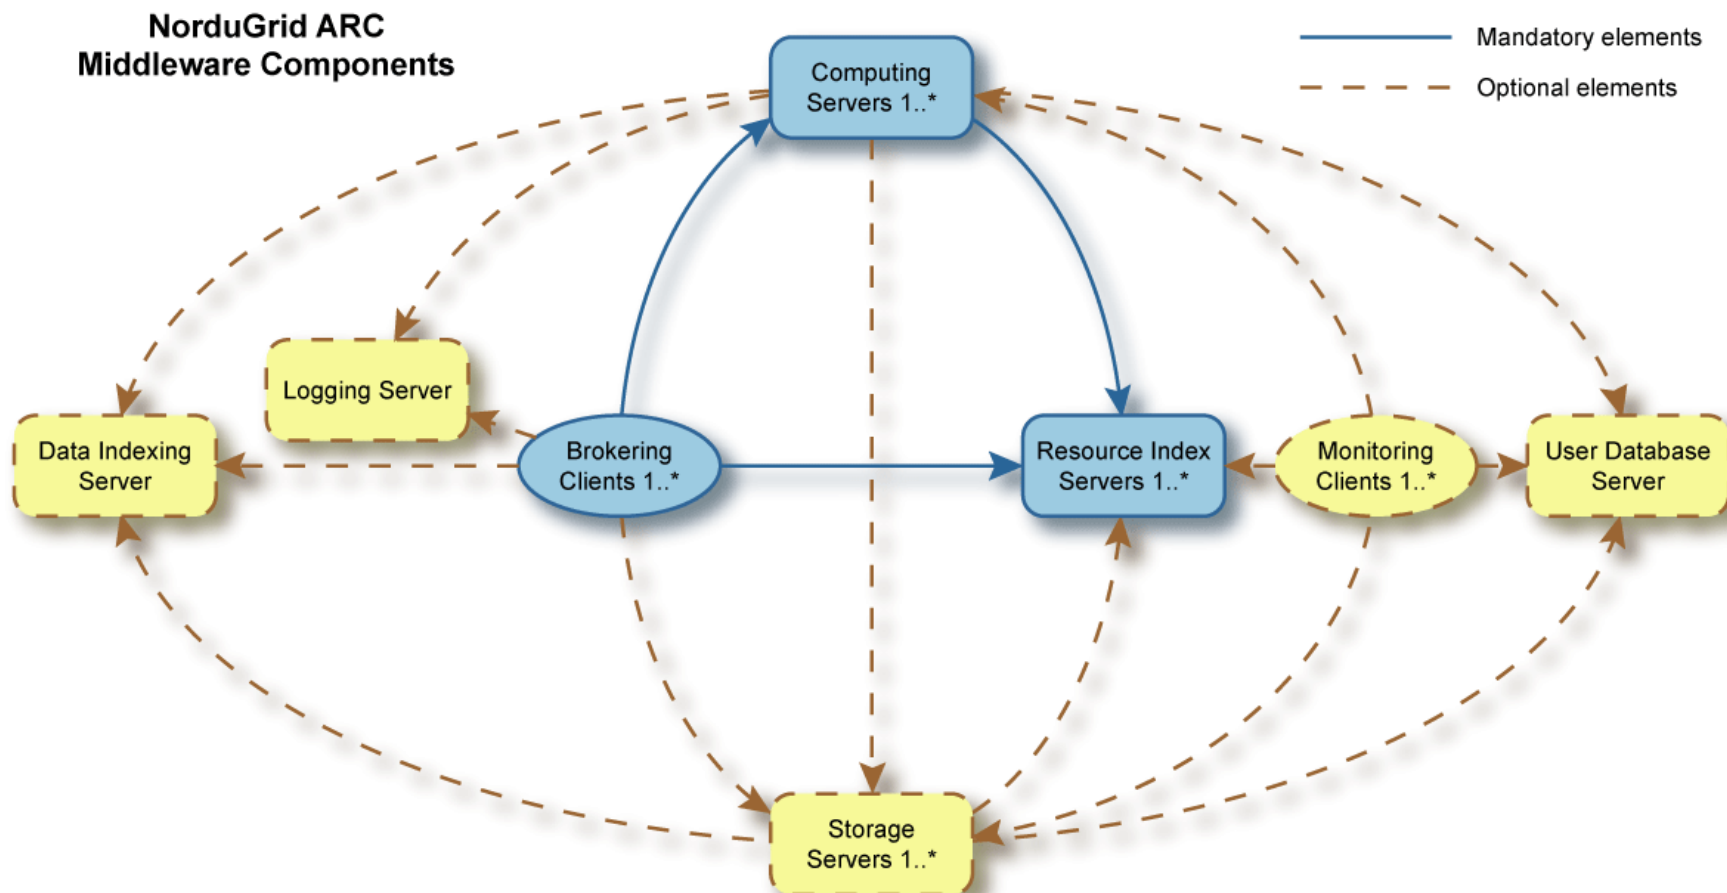 NorduGrid ARC
Middleware Components
Mandatory elements
Optional elements
Computing
Servers 1..*
Logging Server
Data Indexing
Server
Brokering
Clients 1..*
Resource Index
Servers 1..*
Monitoring
Clients 1..*
User Database
Server
Storage
Servers 1..*